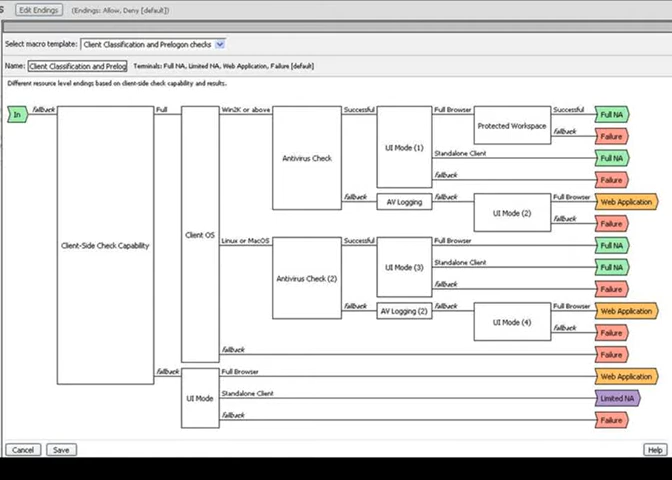 Edit Endings (Endings: Allow, Deny [default])
Select macro template: Client Classification and Prelogon checks
Name: Client Classification and Prelog Terminals: Full NA, Limited NA, Web Application, Failure [default]
Different resource level endings based on client-side check capability and results.
In fallback Full Win2K or above Successful Full Browser Successful Full NA
Protected Workspace
fallback Failure
UI Mode (1)
Antivirus Check Standalone Client Full NA
fallback Failure
fallback AV Logging fallback Full Browser Web Application
UI Mode (2)
fallback Failure
Client OS
Client-Side Check Capability Linux or MacOS Successful Full Browser Full NA
UI Mode (3) Standalone Client Full NA
Antivirus Check (2)
fallback Failure
fallback AV Logging (2) fallback Full Browser Web Application
UI Mode (4)
fallback Failure
fallback Failure
fallback Full Browser Web Application
UI Mode Standalone Client Limited NA
fallback Failure
Cancel Save Help